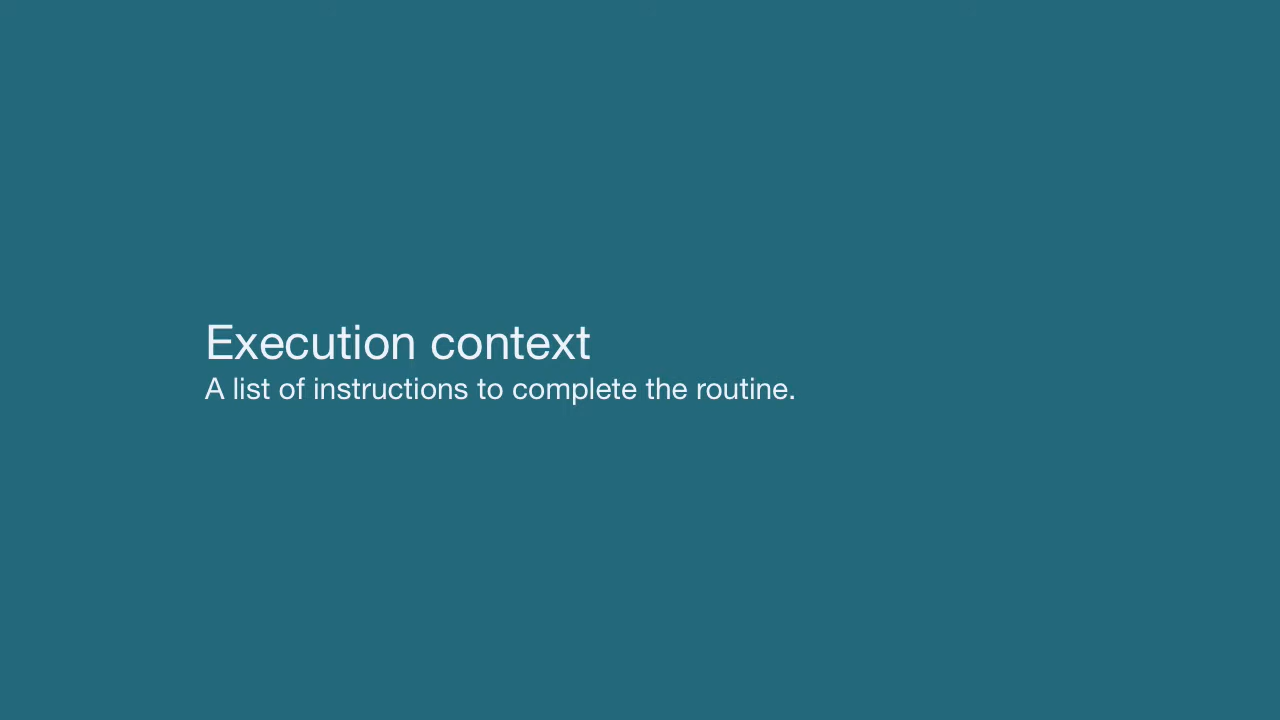 Execution context
A list of instructions to complete the routine.